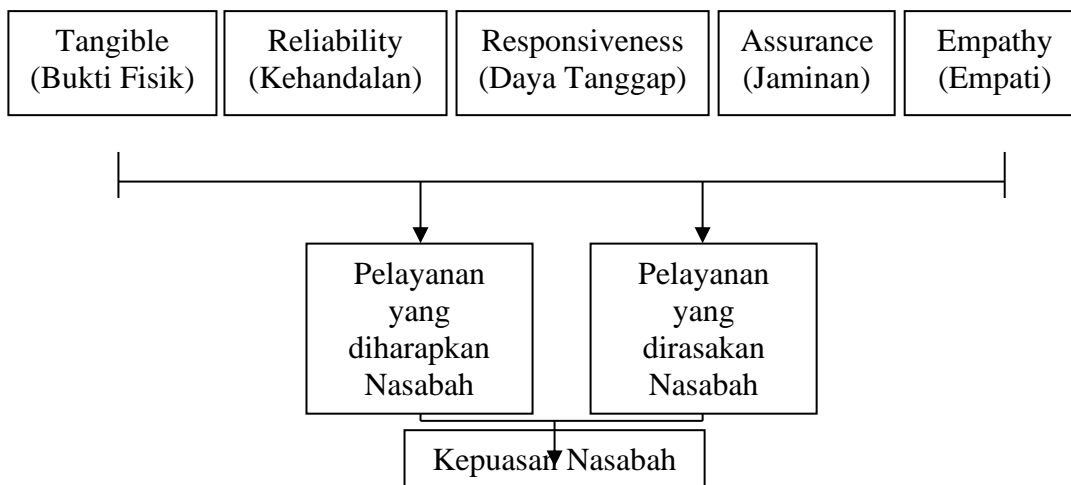 Tangible
(Bukti Fisik)
Reliability
(Kehandalan)
Responsiveness
(Daya Tanggap)
Assurance
(Jaminan)
Empathy
(Empati)
Pelayanan
yang
diharapkan
Nasabah
Pelayanan
yang
dirasakan
Nasabah
Kepuasan Nasabah